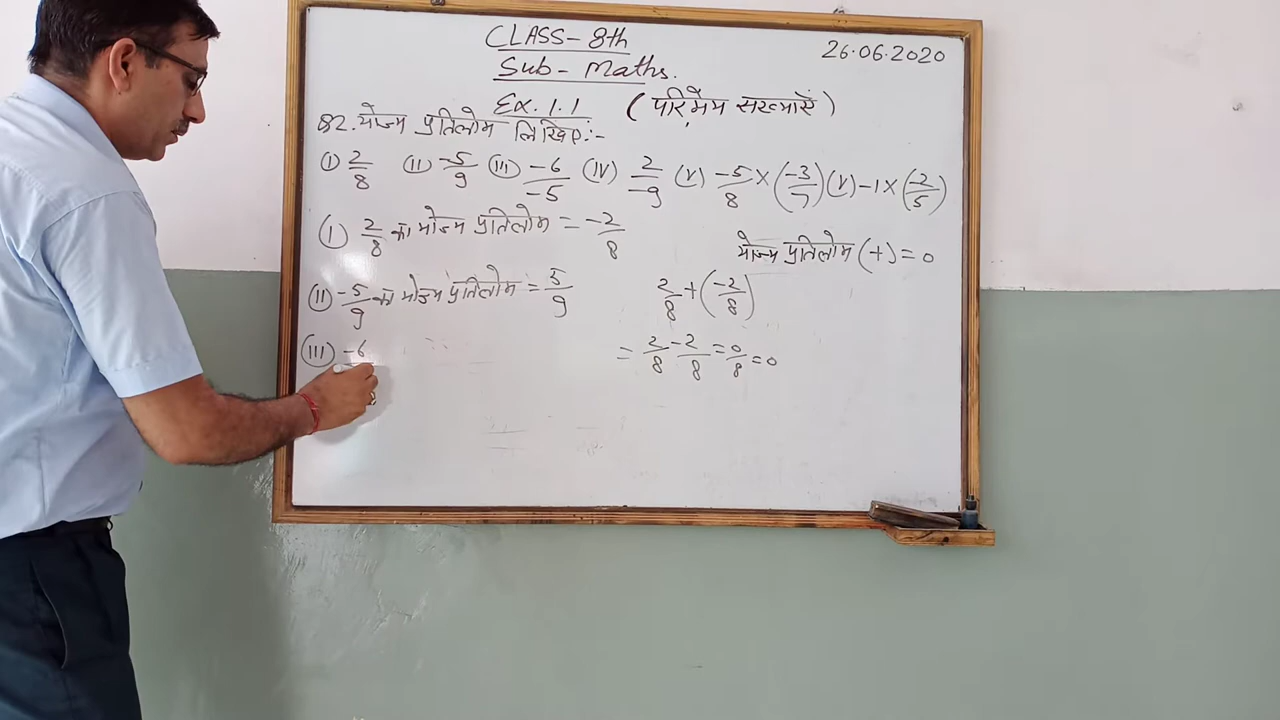 CLASS-8th
26.06.2020
Sub- Maths.
Ex. 1.1 (परिमेय संख्याएँ)
Q2. योज्य प्रतिलोम लिखिए:-
(i) 2/8 (ii) -5/9 (iii) -6/-5 (iv) 2/-9 (v) -5/8 × (-3/7) (v) -1 × (-2/5)
(i) 2/8 का योज्य प्रतिलोम = -2/8
योज्य प्रतिलोम (+) = 0
(ii) -5/9 का योज्य प्रतिलोम = 5/9
2/8 + (-2/8)
(iii) -6
= 2/8 - 2/8 = 0/8 = 0